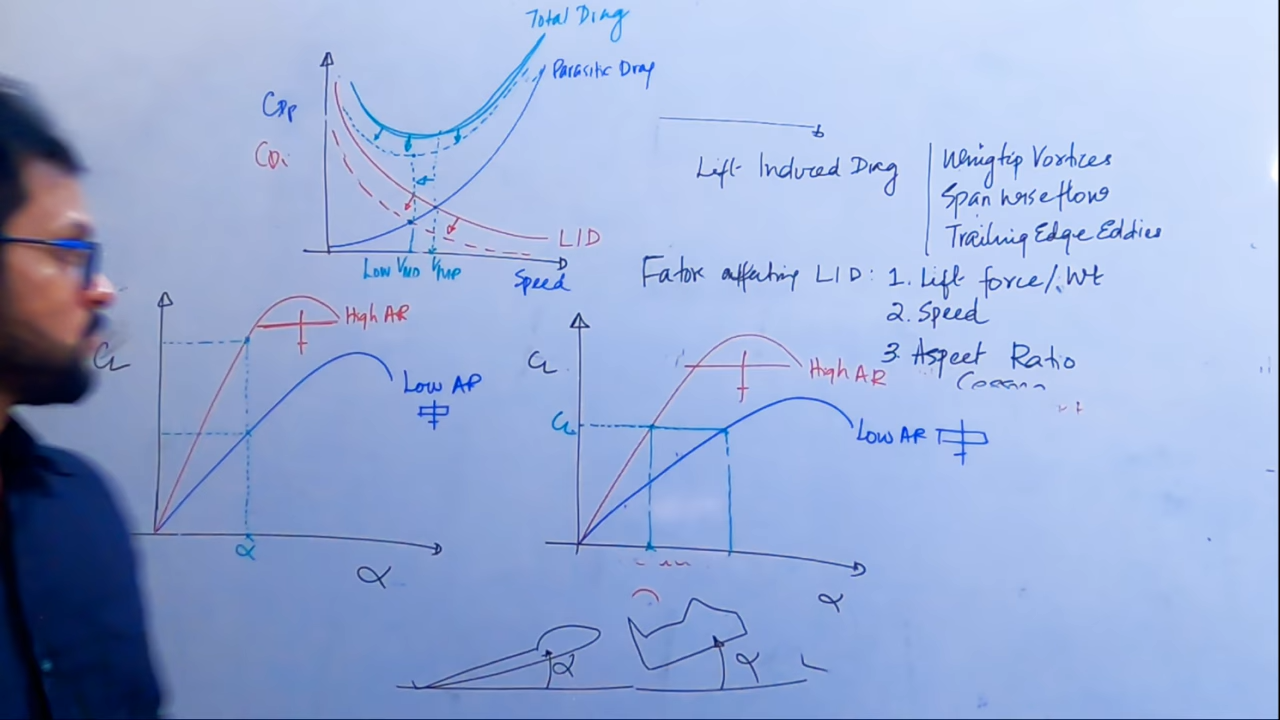 Total Drag
Parasitic Drag
CDp
CDi
LID
Low VMD VMD
Speed
Lift Induced Drag
Wingtip Vortices
Spanwise flow
Trailing Edge Eddies
Fator affecting LID: 1. Lift force/Wt
2. Speed
3. Aspect Ratio
High AR
CL
Low AR
α
α
CL
High AR
CL
Low AR
α
α
α
L